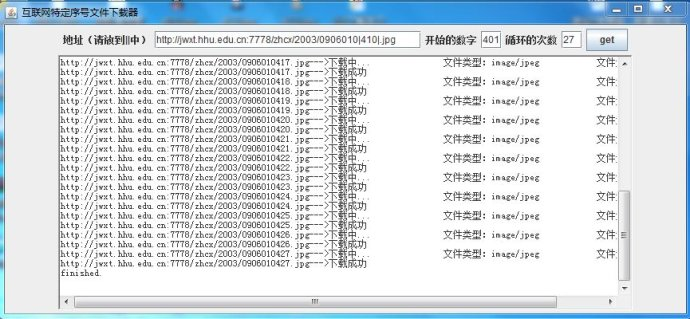 互联网特定序号文件下载器
地址（请填到||中） http://jwxt.hhu.edu.cn:7778/zhcx/2003/0906010|410|.jpg 开始的数字 401 循环的次数 27 get
http://jwxt.hhu.edu.cn:7778/zhcx/2003/0906010417.jpg--->下载中... 文件类型：image/jpeg 文件
http://jwxt.hhu.edu.cn:7778/zhcx/2003/0906010417.jpg--->下载成功
http://jwxt.hhu.edu.cn:7778/zhcx/2003/0906010418.jpg--->下载中... 文件类型：image/jpeg 文件
http://jwxt.hhu.edu.cn:7778/zhcx/2003/0906010418.jpg--->下载成功
http://jwxt.hhu.edu.cn:7778/zhcx/2003/0906010419.jpg--->下载中... 文件类型：image/jpeg 文件
http://jwxt.hhu.edu.cn:7778/zhcx/2003/0906010419.jpg--->下载成功
http://jwxt.hhu.edu.cn:7778/zhcx/2003/0906010420.jpg--->下载中... 文件类型：image/jpeg 文件
http://jwxt.hhu.edu.cn:7778/zhcx/2003/0906010420.jpg--->下载成功
http://jwxt.hhu.edu.cn:7778/zhcx/2003/0906010421.jpg--->下载中... 文件类型：image/jpeg 文件
http://jwxt.hhu.edu.cn:7778/zhcx/2003/0906010421.jpg--->下载成功
http://jwxt.hhu.edu.cn:7778/zhcx/2003/0906010422.jpg--->下载中... 文件类型：image/jpeg 文件
http://jwxt.hhu.edu.cn:7778/zhcx/2003/0906010422.jpg--->下载成功
http://jwxt.hhu.edu.cn:7778/zhcx/2003/0906010423.jpg--->下载中... 文件类型：image/jpeg 文件
http://jwxt.hhu.edu.cn:7778/zhcx/2003/0906010423.jpg--->下载成功
http://jwxt.hhu.edu.cn:7778/zhcx/2003/0906010424.jpg--->下载中... 文件类型：image/jpeg 文件
http://jwxt.hhu.edu.cn:7778/zhcx/2003/0906010424.jpg--->下载成功
http://jwxt.hhu.edu.cn:7778/zhcx/2003/0906010425.jpg--->下载中... 文件类型：image/jpeg 文件
http://jwxt.hhu.edu.cn:7778/zhcx/2003/0906010425.jpg--->下载成功
http://jwxt.hhu.edu.cn:7778/zhcx/2003/0906010426.jpg--->下载中... 文件类型：image/jpeg 文件
http://jwxt.hhu.edu.cn:7778/zhcx/2003/0906010426.jpg--->下载成功
http://jwxt.hhu.edu.cn:7778/zhcx/2003/0906010427.jpg--->下载中... 文件类型：image/jpeg 文件
http://jwxt.hhu.edu.cn:7778/zhcx/2003/0906010427.jpg--->下载成功
finished